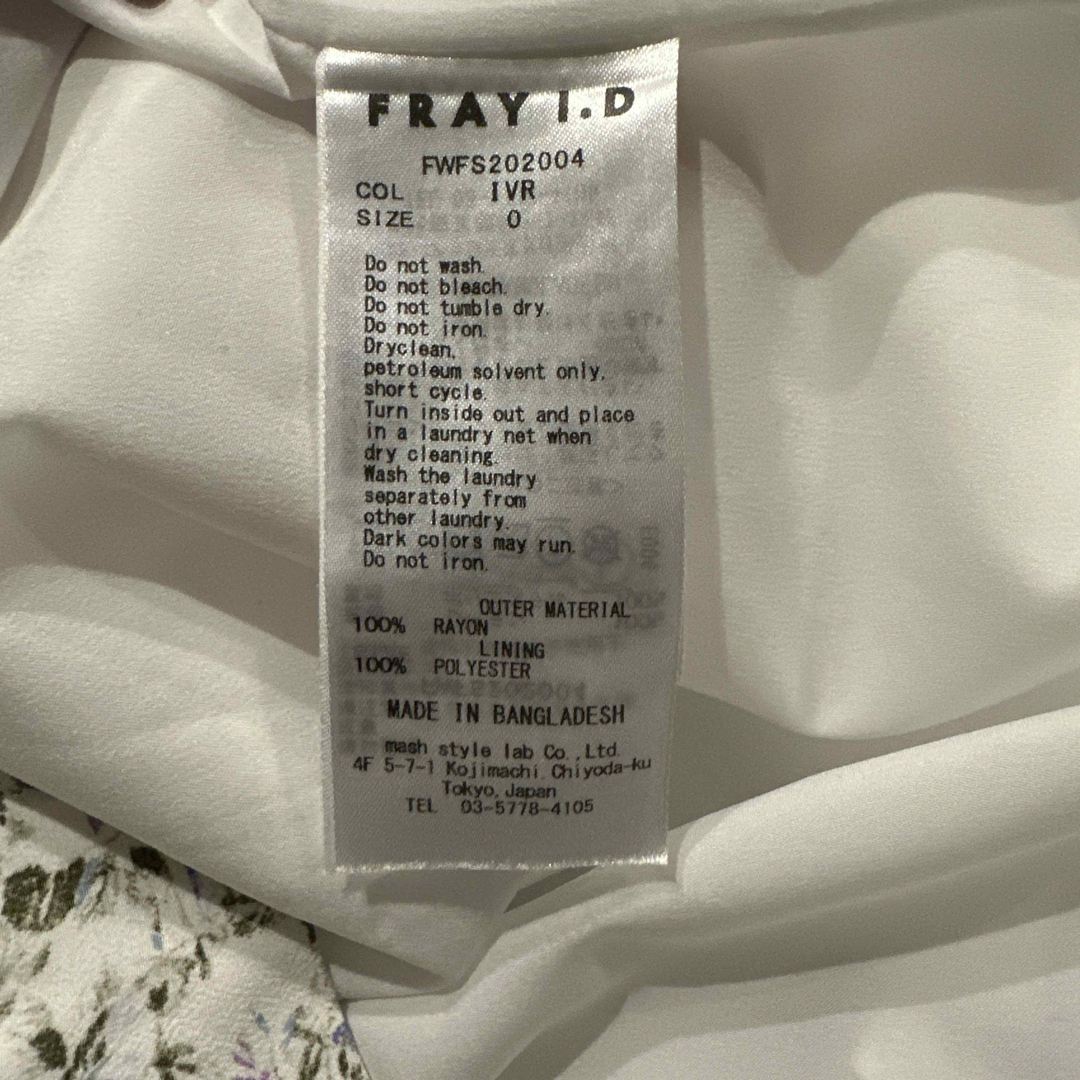 FRAY I.D
FWFS202004
COL IVR
SIZE 0
Do not wash.
Do not bleach.
Do not tumble dry.
Do not iron.
Dryclean,
petroleum solvent only.
short cycle.
Turn inside out and place
in a laundry net when
dry cleaning.
Wash the laundry
separately from
other laundry.
Dark colors may run.
Do not iron.
OUTER MATERIAL
100% RAYON
LINING
100% POLYESTER
MADE IN BANGLADESH
mash style lab Co.,Ltd.
4F 5-7-1 Kojimachi, Chiyoda-ku
Tokyo, Japan
TEL 03-5778-4105